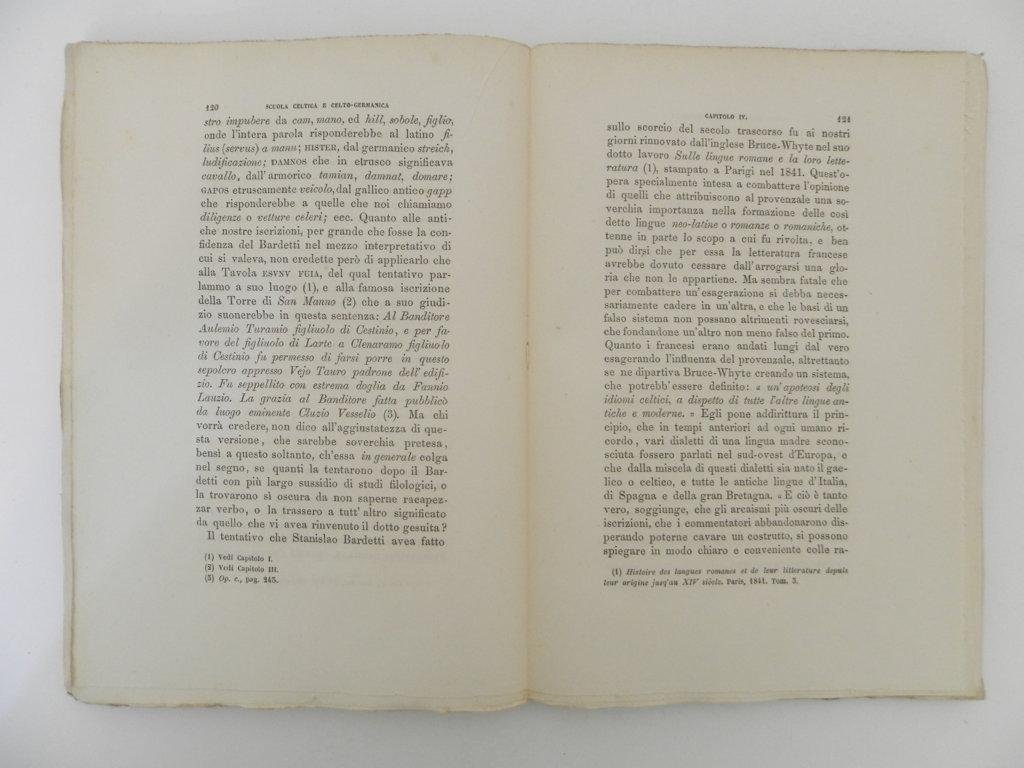 120 SCUOLA CELTICA E CELTO-GERMANICA
stro impubere da cam, mano, ed hill, sobole, figlio,
onde l'intera parola risponderebbe al latino fi-
lius (servus) a manu; HISTER, dal germanico streich,
ludificazione; DAMNOS che in etrusco significava
cavallo, dall'armorico tamian, damnat, domare;
GAPOS etruscamente veicolo, dal gallico antico gapp
che risponderebbe a quelle che noi chiamiamo
diligenze o vetture celeri; ecc. Quanto alle anti-
che nostre iscrizioni, per grande che fosse la con-
fidenza del Bardetti nel mezzo interpretativo di
cui si valeva, non credette però di applicarlo che
alla Tavola ESVNV FUIA, del qual tentativo par-
lammo a suo luogo (1), e alla famosa iscrizione
della Torre di San Manno (2) che a suo giudi-
zio suonerebbe in questa sentenza: Al Banditore
Aulemio Turamio figliuolo di Cestinio, e per fa-
vore del figliuolo di Larte a Clenaramo figliuolo
di Cestinio fu permesso di farsi porre in questo
sepolcro appresso Vejo Tauro padrone dell'edifi-
zio. Fu seppellito con estrema doglia da Fannio
Lauzio. La grazia al Banditore fatta pubblicò
da luogo eminente Cluzio Vesselio (3). Ma chi
vorrà credere, non dico all'aggiustatezza di que-
sta versione, che sarebbe soverchia pretesa,
bensì a questo soltanto, ch'essa in generale colga
nel segno, se quanti la tentarono dopo il Bar-
detti con più largo sussidio di studi filologici, o
la trovarono sì oscura da non saperne racapez-
zar verbo, o la trassero a tutt'altro significato
da quello che vi avea rinvenuto il dotto gesuita?
Il tentativo che Stanislao Bardetti avea fatto
(1) Vedi Capitolo I.
(2) Vedi Capitolo III.
(3) Op. c., pag. 245.
CAPITOLO IV. 121
sullo scorcio del secolo trascorso fu ai nostri
giorni rinnovato dall'inglese Bruce-Whyte nel suo
dotto lavoro Sulle lingue romane e la loro lette-
ratura (1), stampato a Parigi nel 1841. Quest'o-
pera specialmente intesa a combattere l'opinione
di quelli che attribuiscono al provenzale una so-
verchia importanza nella formazione delle così
dette lingue neo-latine o romanze o romaniche, ot-
tenne in parte lo scopo a cui fu rivolta, e ben
può dirsi che per essa la letteratura francese
avrebbe dovuto cessare dall'arrogarsi una glo-
ria che non le appartiene. Ma sembra fatale che
per combattere un'esagerazione si debba neces-
sariamente cadere in un'altra, e che le basi di un
falso sistema non possano altrimenti rovesciarsi,
che fondandone un'altro non meno falso del primo.
Quanto i francesi erano andati lungi dal vero
esagerando l'influenza del provenzale, altrettanto
se ne dipartiva Bruce-Whyte creando un sistema,
che potrebb'essere definito: « un'apoteosi degli
idiomi celtici, a dispetto di tutte l'altre lingue an-
tiche e moderne. » Egli pone addirittura il prin-
cipio, che in tempi anteriori ad ogni umano ri-
cordo, vari dialetti di una lingua madre scono-
sciuta fossero parlati nel sud-ovest d'Europa, e
che dalla miscela di questi dialetti sia nato il gae-
lico o celtico, e tutte le antiche lingue d'Italia,
di Spagna e della gran Bretagna. « E ciò è tanto
vero, soggiunge, che gli arcaismi più oscuri delle
iscrizioni, che i commentatori abbandonarono dis-
perando poterne cavare un costrutto, si possono
spiegare in modo chiaro e conveniente colle ra-
(1) Histoire des langues romanes et de leur litterature depuis
leur origine jusq'au XIV siècle. Paris, 1841. Tom. 3.